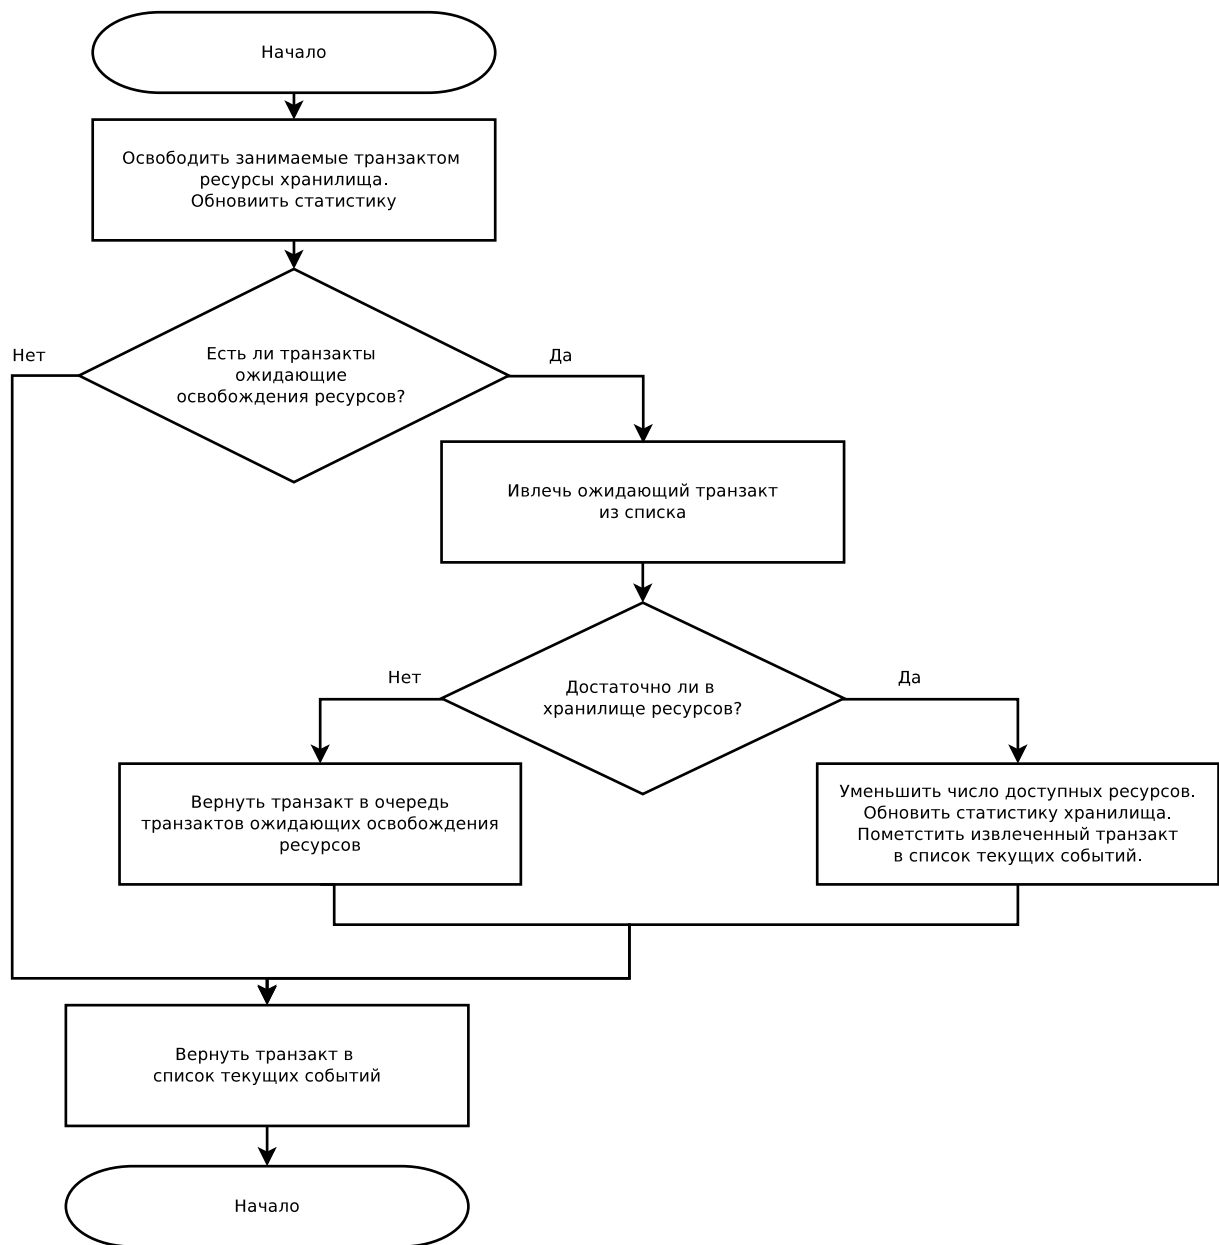 Начало
Освободить занимаемые транзактом
ресурсы хранилища.
Обновиить статистику
Есть ли транзакты
ожидающие
освобождения ресурсов?
Нет
Да
Ивлечь ожидающий транзакт
из списка
Достаточно ли в
хранилище ресурсов?
Нет
Да
Вернуть транзакт в очередь
транзактов ожидающих освобождения
ресурсов
Уменьшить число доступных ресурсов.
Обновить статистику хранилища.
Пометстить извлеченный транзакт
в список текущих событий.
Вернуть транзакт в
список текущих событий
Начало